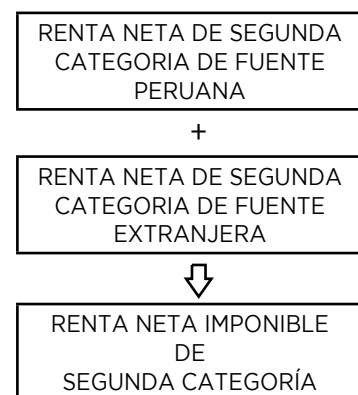 RENTA NETA DE SEGUNDA
CATEGORIA DE FUENTE
PERUANA
+
RENTA NETA DE SEGUNDA
CATEGORIA DE FUENTE
EXTRANJERA
RENTA NETA IMPONIBLE
DE
SEGUNDA CATEGORÍA